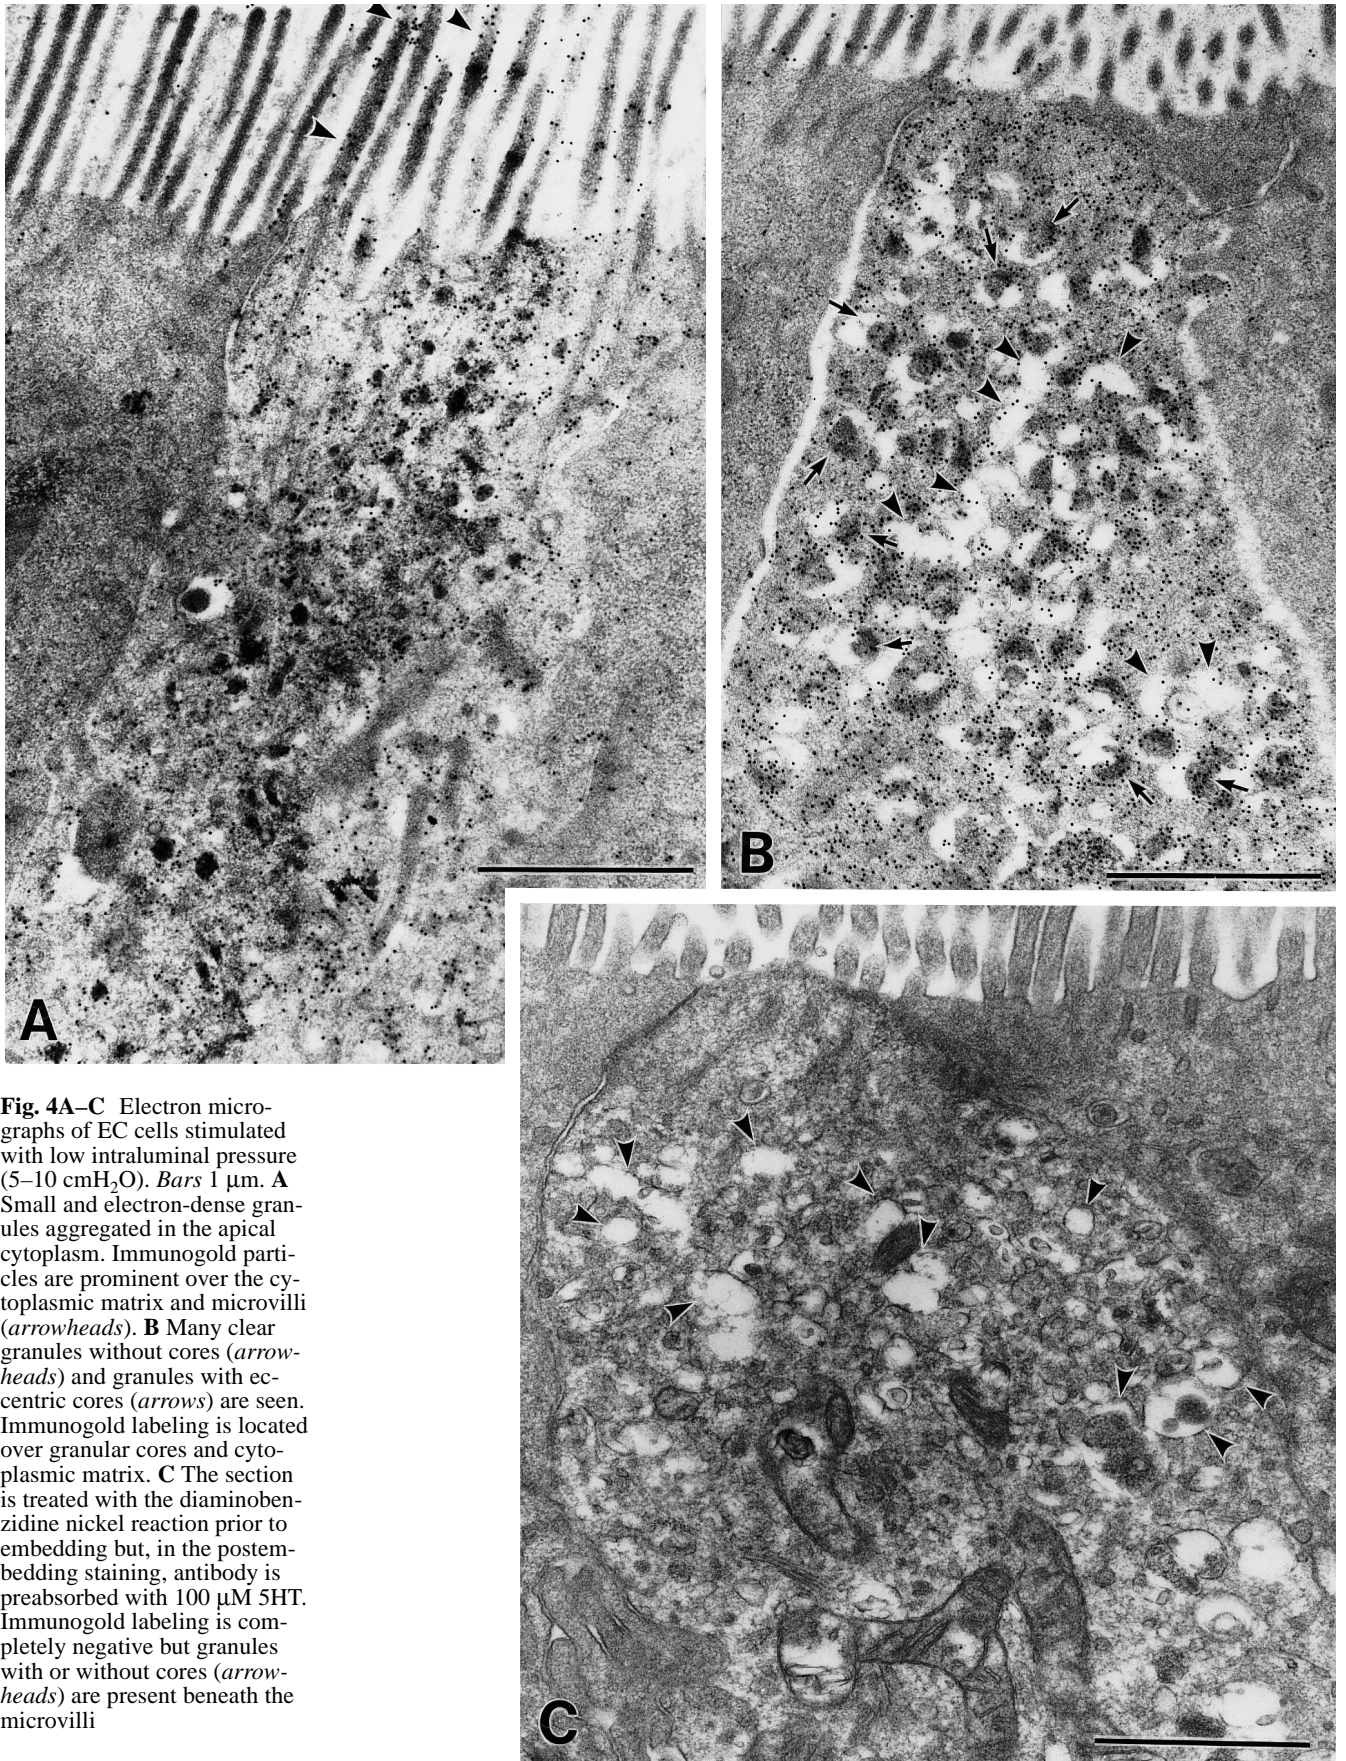 A
B
C
Fig. 4A–C Electron micro-
graphs of EC cells stimulated
with low intraluminal pressure
(5–10 cmH2O). Bars 1 μm. A
Small and electron-dense gran-
ules aggregated in the apical
cytoplasm. Immunogold parti-
cles are prominent over the cy-
toplasmic matrix and microvilli
(arrowheads). B Many clear
granules without cores (arrow-
heads) and granules with ec-
centric cores (arrows) are seen.
Immunogold labeling is located
over granular cores and cyto-
plasmic matrix. C The section
is treated with the diaminoben-
zidine nickel reaction prior to
embedding but, in the postem-
bedding staining, antibody is
preabsorbed with 100 μM 5HT.
Immunogold labeling is com-
pletely negative but granules
with or without cores (arrow-
heads) are present beneath the
microvilli